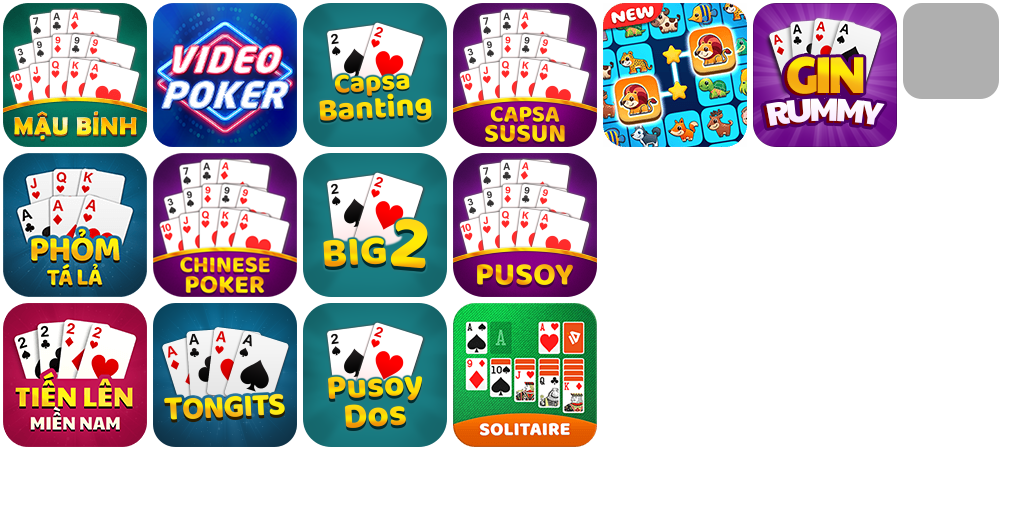 MẬU BINH
VIDEO
POKER
Capsa
Banting
CAPSA
SUSUN
NEW
GIN
RUMMY
PHỎM
TÁ LẢ
CHINESE
POKER
BIG 2
PUSOY
TIẾN LÊN
MIỀN NAM
TONGITS
Pusoy
Dos
SOLITAIRE